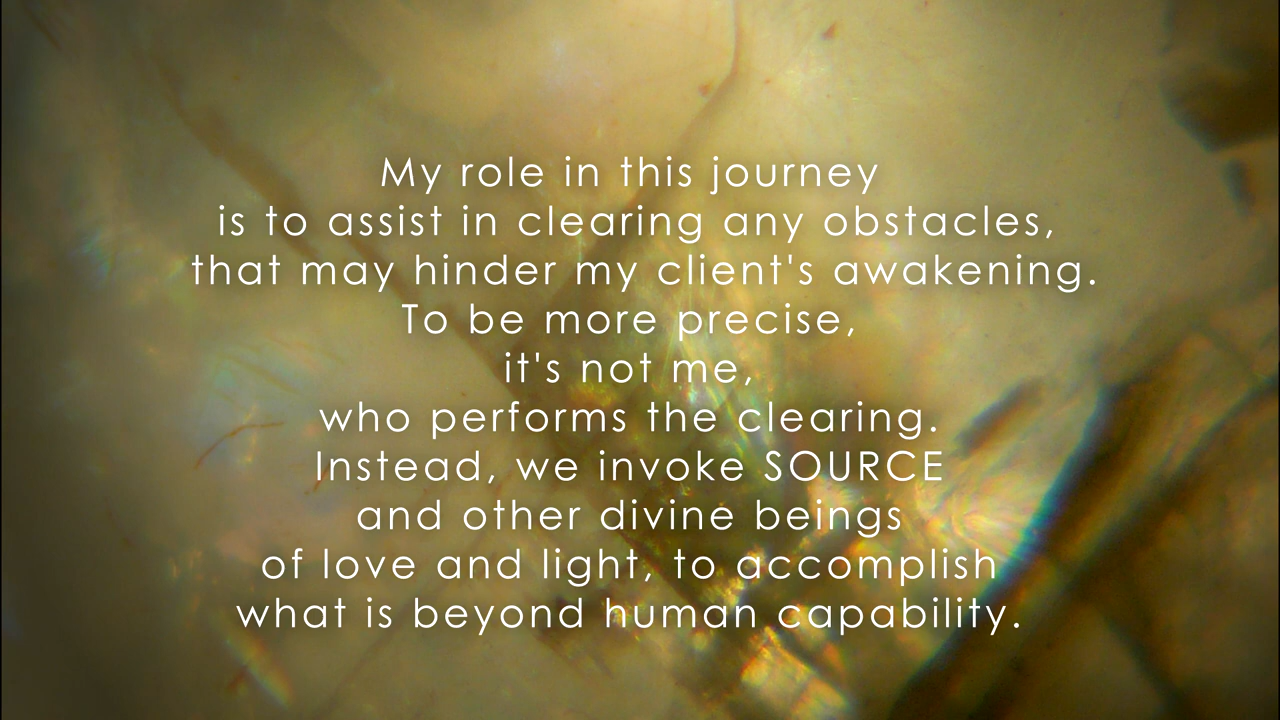 My role in this journey
is to assist in clearing any obstacles,
that may hinder my client's awakening.
To be more precise,
it's not me,
who performs the clearing.
Instead, we invoke SOURCE
and other divine beings
of love and light, to accomplish
what is beyond human capability.